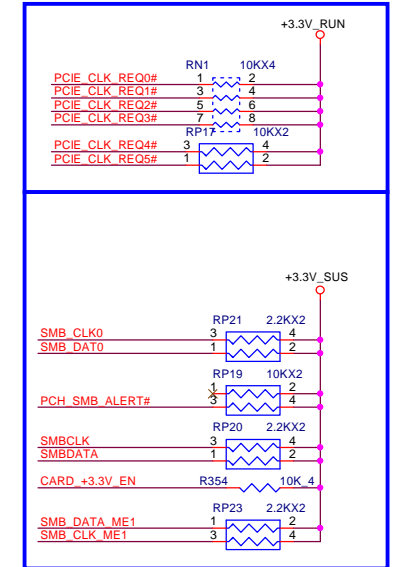 +3.3V_RUN
RN1 10KX4
PCIE_CLK_REQ0# 1 2
PCIE_CLK_REQ1# 3 4
PCIE_CLK_REQ2# 5 6
PCIE_CLK_REQ3# 7 8
RP17 10KX2
PCIE_CLK_REQ4# 3 4
PCIE_CLK_REQ5# 1 2
+3.3V_SUS
RP21 2.2KX2
SMB_CLK0 3 4
SMB_DAT0 1 2
RP19 10KX2
1 2
PCH_SMB_ALERT# 3 4
RP20 2.2KX2
SMBCLK 3 4
SMBDATA 1 2
CARD_+3.3V_EN R354 10K_4
RP23 2.2KX2
SMB_DATA_ME1 1 2
SMB_CLK_ME1 3 4